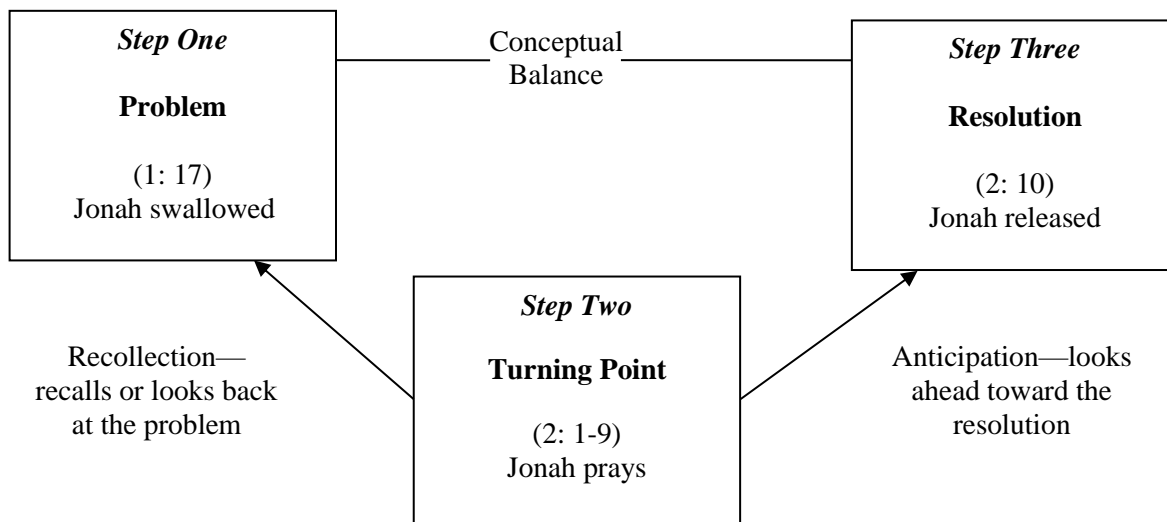 Step One
Problem
(1: 17)
Jonah swallowed
Conceptual
Balance
Step Three
Resolution
(2: 10)
Jonah released
Recollection—
recalls or looks back
at the problem
Step Two
Turning Point
(2: 1-9)
Jonah prays
Anticipation—looks
ahead toward the
resolution